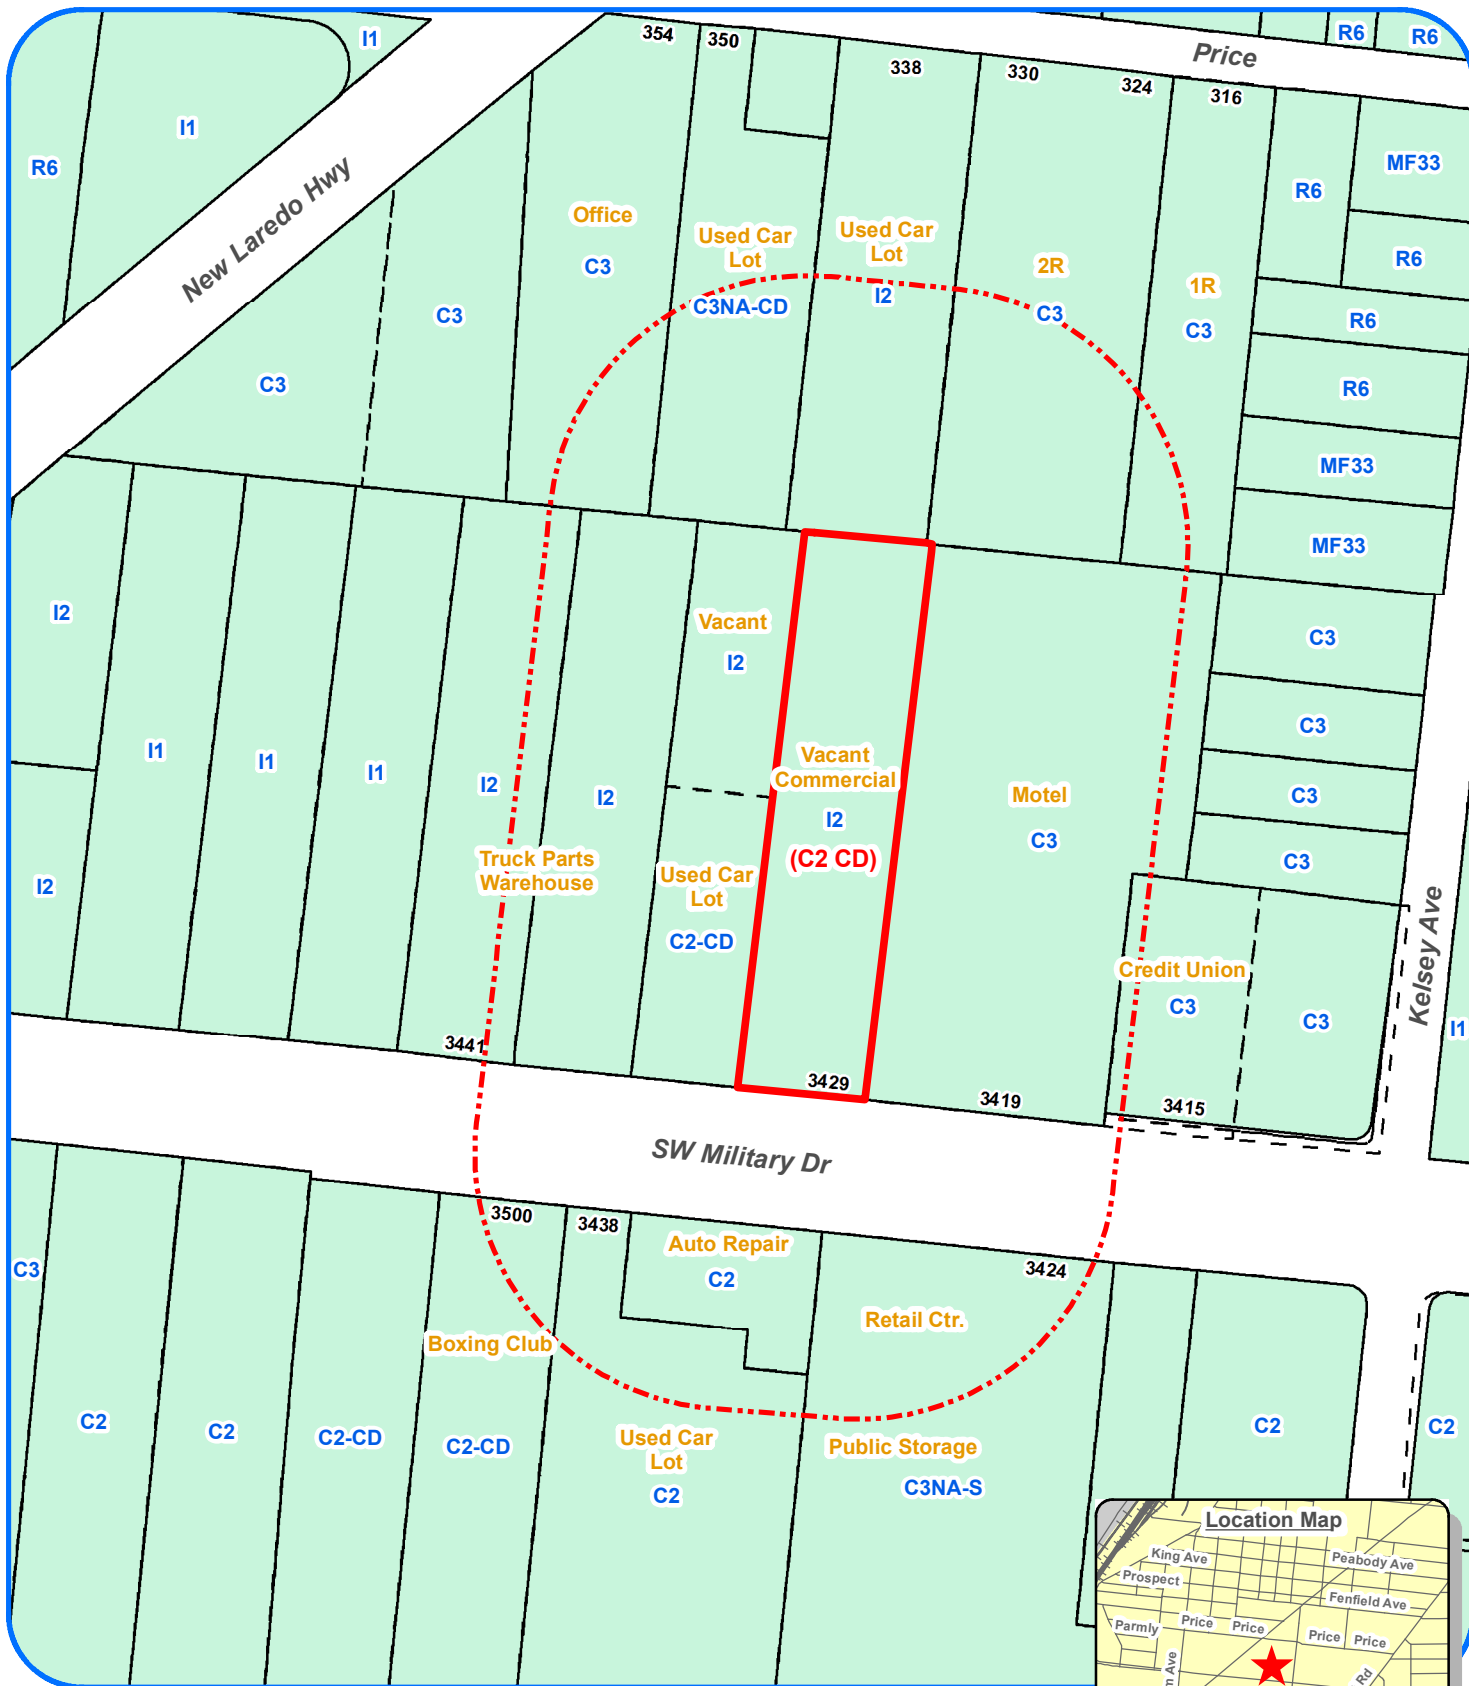 I1
354
350
R6
R6
Price
338
330
324
316
I1
R6
MF33
R6
New Laredo Hwy
Office
C3
Used Car
Lot
C3NA-CD
Used Car
Lot
I2
2R
C3
1R
C3
R6
R6
C3
C3
R6
MF33
MF33
I2
Vacant
I2
C3
C3
I1
I1
I1
I2
I2
Vacant
Commercial
I2
(C2 CD)
Motel
C3
C3
C3
I2
Truck Parts
Warehouse
Used Car
Lot
C2-CD
Credit Union
C3
C3
Kelsey Ave
I1
3441
3429
3419
3415
SW Military Dr
3500
3438
3424
C3
Auto Repair
C2
Retail Ctr.
Boxing Club
C2
C2
C2-CD
C2-CD
Used Car
Lot
C2
Public Storage
C3NA-S
C2
C2
Location Map
King Ave
Peabody Ave
Prospect
Fenfield Ave
Parmly
Price
Price
Price
Price
Rd